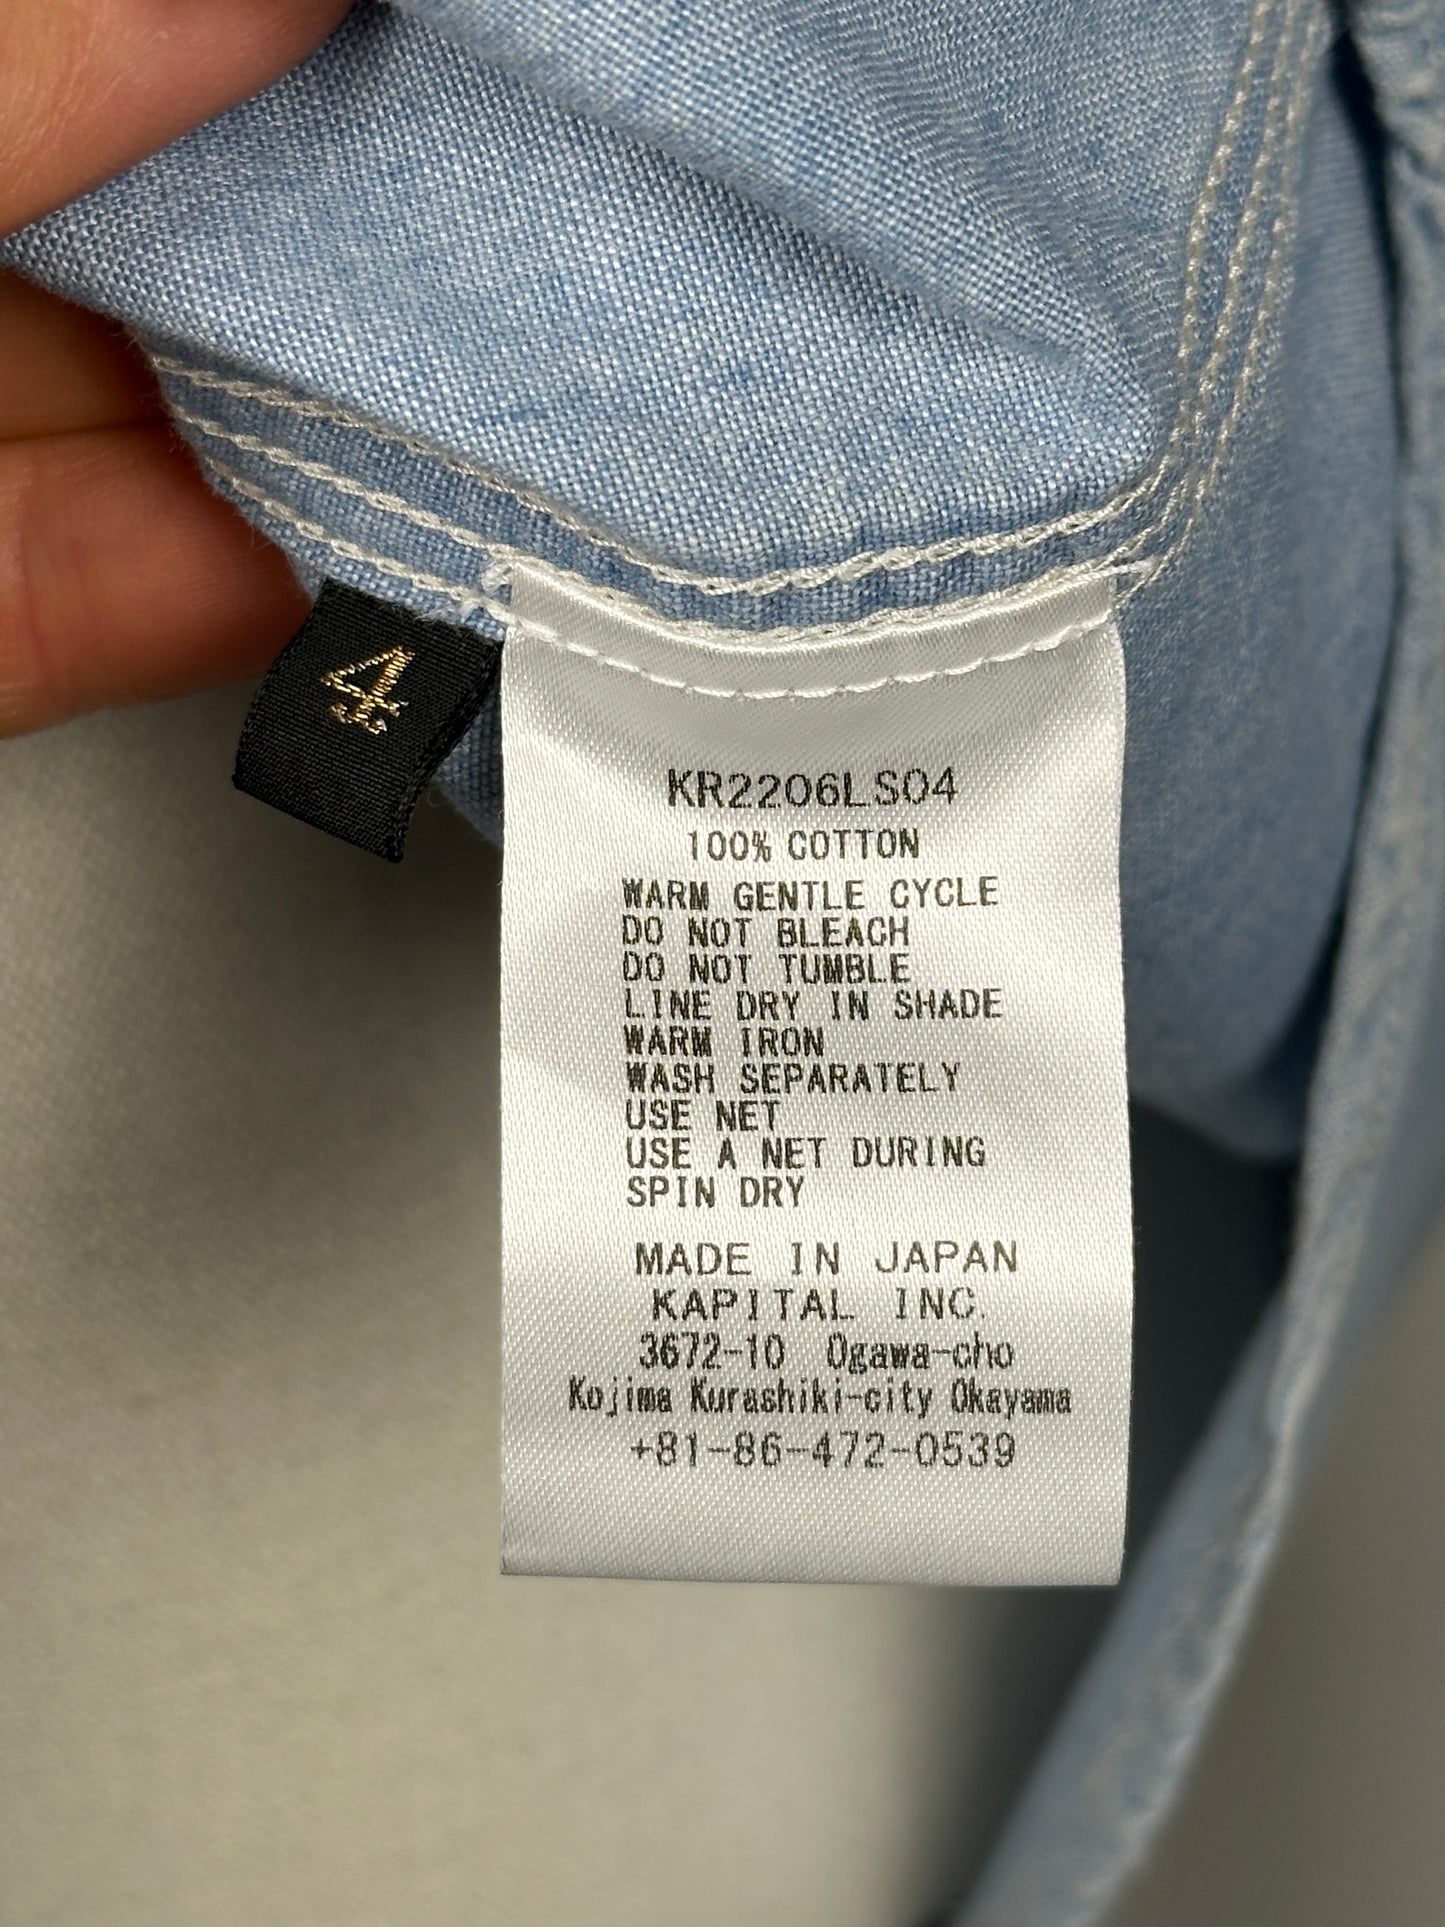 4
KR2206LS04
100% COTTON
WARM GENTLE CYCLE
DO NOT BLEACH
DO NOT TUMBLE
LINE DRY IN SHADE
WARM IRON
WASH SEPARATELY
USE NET
USE A NET DURING
SPIN DRY
MADE IN JAPAN
KAPITAL INC.
3672-10 Ogawa-cho
Kojima Kurashiki-city Okayama
+81-86-472-0539